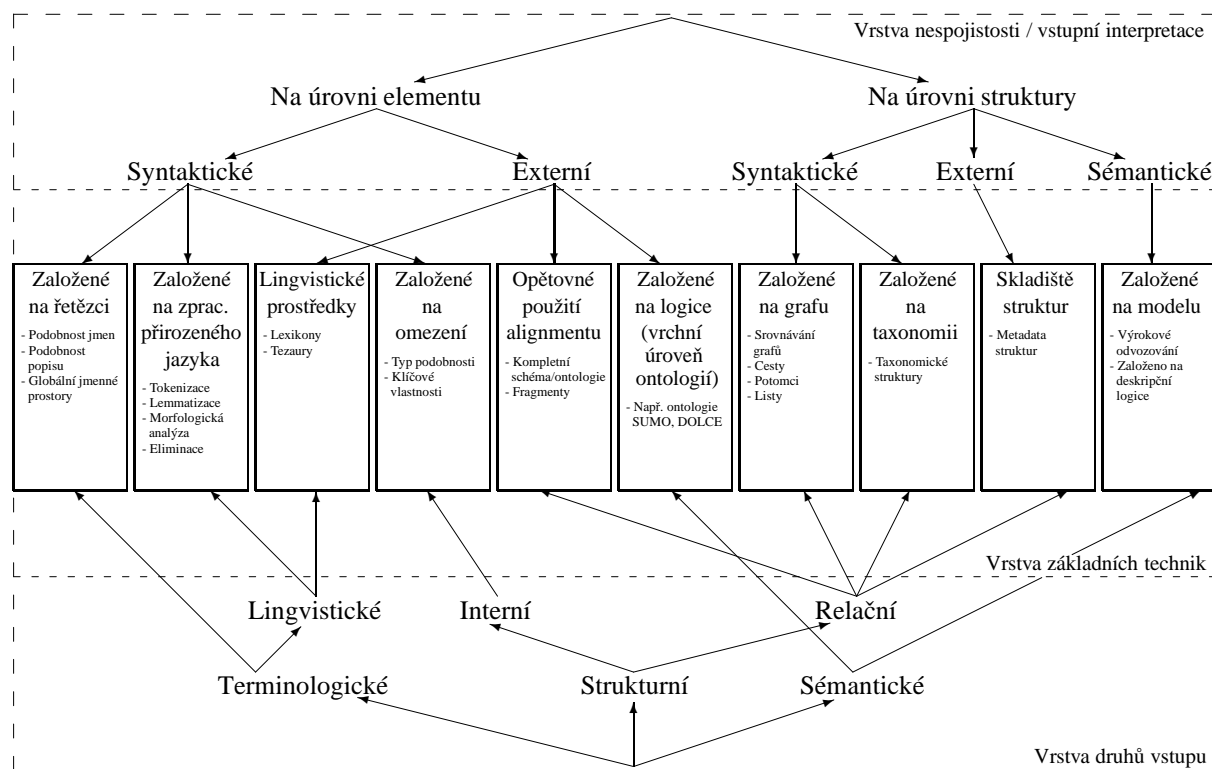 Vrstva nespojistosti / vstupní interpretace
Na úrovni elementu
Na úrovni struktury
Syntaktické
Externí
Syntaktické
Externí
Sémantické
Založené
na řetězci
- Podobnost jmen
- Podobnost
popisu
- Globální jmenné
prostory
Založené
na zprac.
přirozeného
jazyka
- Tokenizace
- Lemmatizace
- Morfologická
analýza
- Eliminace
Lingvistické
prostředky
- Lexikony
- Tezaury
Založené
na
omezení
- Typ podobnosti
- Klíčové
vlastnosti
Opětovné
použití
alignmentu
- Kompletní
schéma/ontologie
- Fragmenty
Založené
na logice
(vrchní
úroveň
ontologií)
- Např. ontologie
SUMO, DOLCE
Založené
na grafu
- Srovnávání
grafů
- Cesty
- Potomci
- Listy
Založené
na
taxonomii
- Taxonomické
struktury
Skladiště
struktur
- Metadata
struktur
Založené
na modelu
- Výrokové
odvozování
- Založeno na
deskripční
logice
Vrstva základních technik
Lingvistické
Interní
Relační
Terminologické
Strukturní
Sémantické
Vrstva druhů vstupu